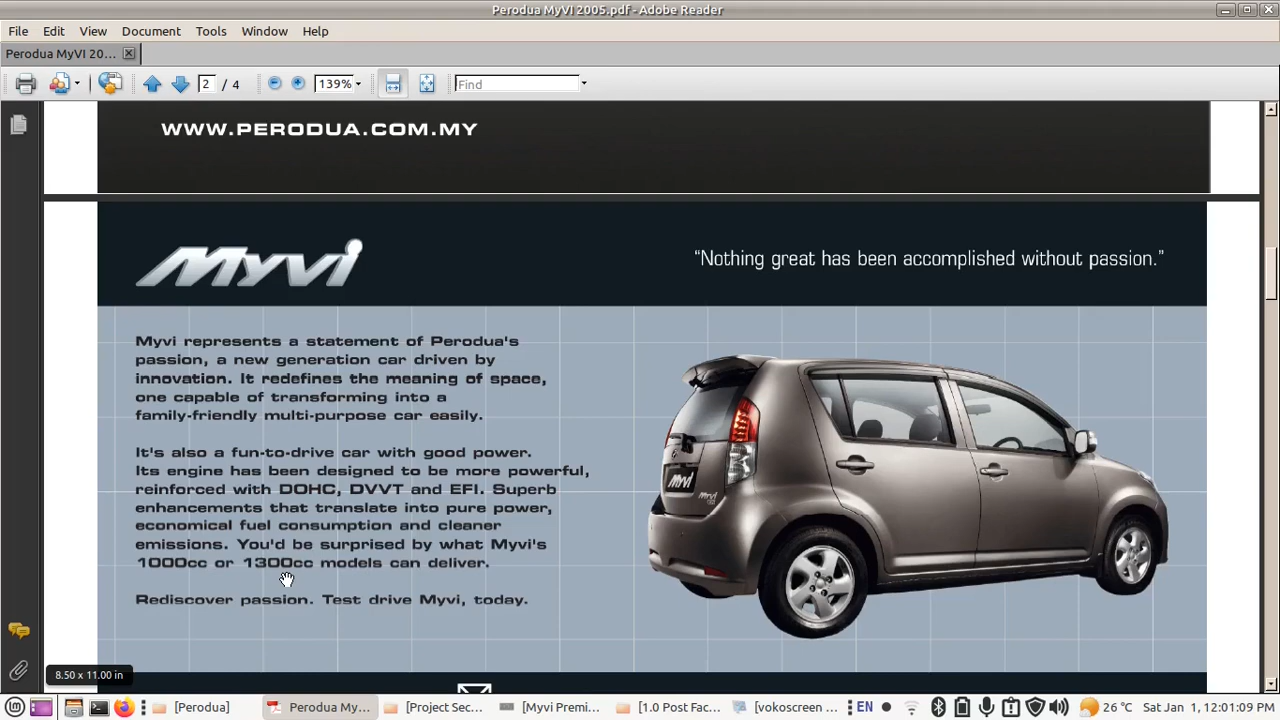 Perodua MyVI 2005.pdf - Adobe Reader
File Edit View Document Tools Window Help
Perodua MyVI 20...
2 / 4 139% Find
WWW.PERODUA.COM.MY
Myvi
“Nothing great has been accomplished without passion.”
Myvi represents a statement of Perodua's
passion, a new generation car driven by
innovation. It redefines the meaning of space,
one capable of transforming into a
family-friendly multi-purpose car easily.
It's also a fun-to-drive car with good power.
Its engine has been designed to be more powerful,
reinforced with DOHC, DVVT and EFI. Superb
enhancements that translate into pure power,
economical fuel consumption and cleaner
emissions. You'd be surprised by what Myvi's
1000cc or 1300cc models can deliver.
Rediscover passion. Test drive Myvi, today.
Myvi
Myvi
8.50 x 11.00 in
[Perodua] Perodua My... [Project Sec... [Myvi Premi... [1.0 Post Fac... [vokoscreen ... EN 26 °C Sat Jan 1, 12:01:09 PM